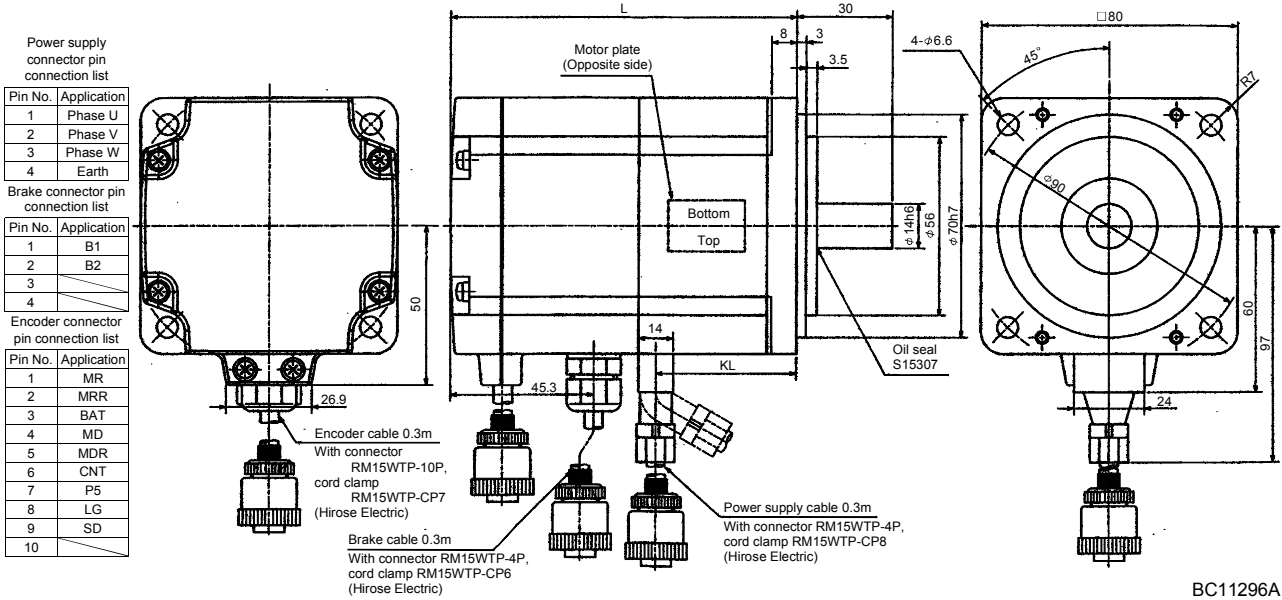 Power supply
connector pin
connection list
Pin No. Application
1 Phase U
2 Phase V
3 Phase W
4 Earth
Brake connector pin
connection list
Pin No. Application
1 B1
2 B2
3
4
Encoder connector
pin connection list
Pin No. Application
1 MR
2 MRR
3 BAT
4 MD
5 MDR
6 CNT
7 P5
8 LG
9 SD
10
50
26.9
Encoder cable 0.3m
With connector
RM15WTP-10P,
cord clamp
RM15WTP-CP7
(Hirose Electric)
L
30
8
3
3.5
Motor plate
(Opposite side)
Bottom
Top
φ14h6
φ56
φ70h7
14
KL
45.3
Oil seal
S15307
Brake cable 0.3m
With connector RM15WTP-4P,
cord clamp RM15WTP-CP6
(Hirose Electric)
Power supply cable 0.3m
With connector RM15WTP-4P,
cord clamp RM15WTP-CP8
(Hirose Electric)
□80
4-φ6.6
45°
R7
φ90
60
97
24
BC11296A